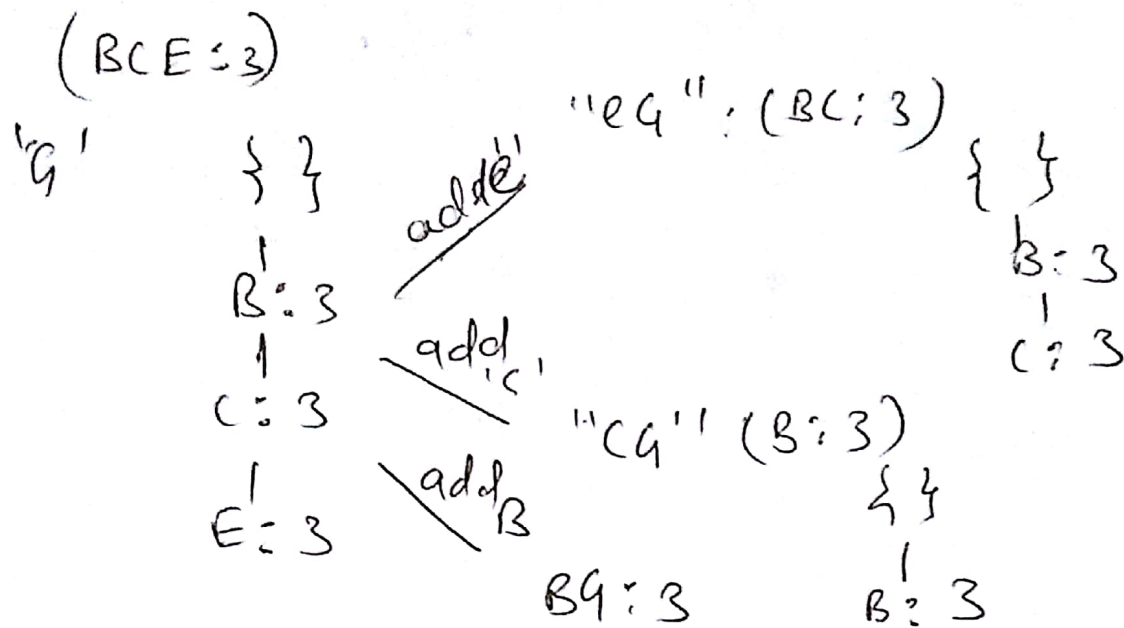 (BCE:3)
"eG": (BC:3)
'G'
{ }
{ }
add 'e'
B:3
B:3
C:3
add 'c'
C:3
"CG" (B:3)
E:3
add B
{ }
BG:3
B:3